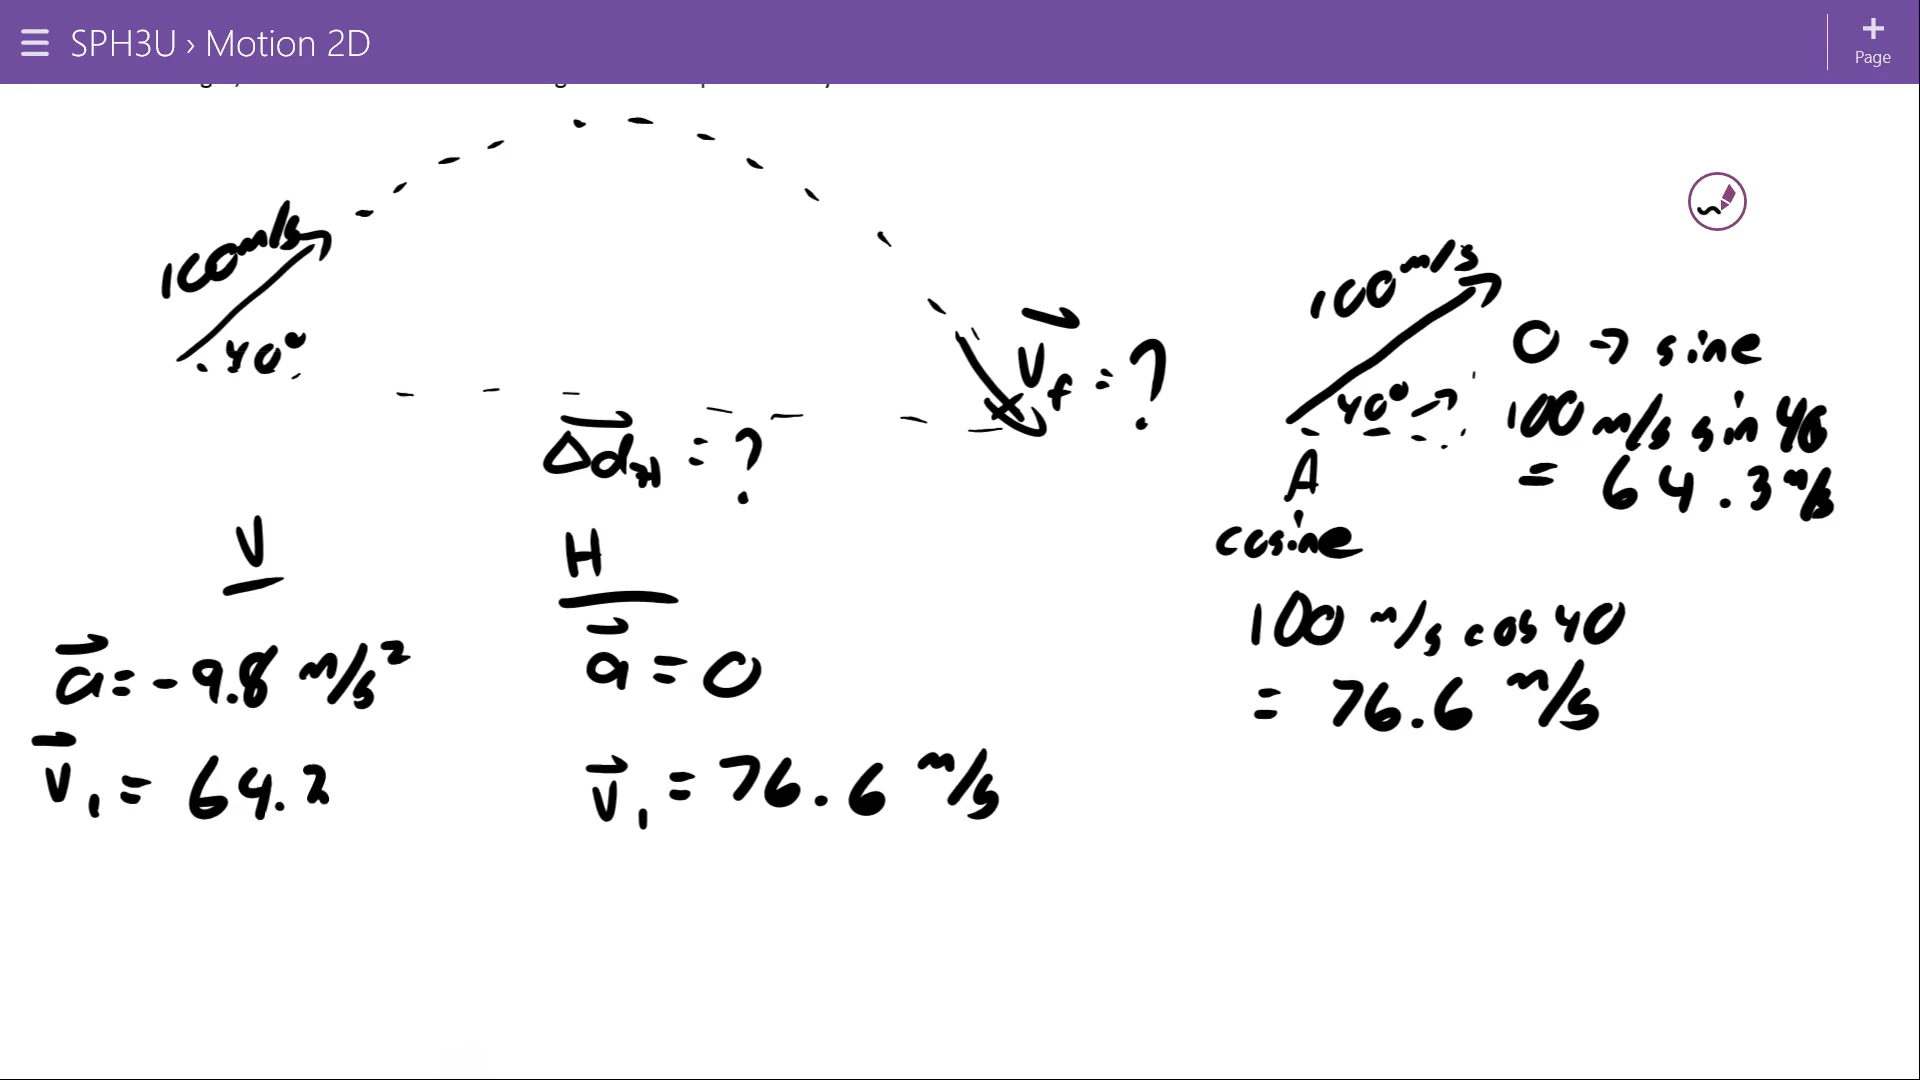 SPH3U › Motion 2D
Page
100m/s
40°
v⃗f = ?
Δd⃗H = ?
100 m/s
40°
O → sine
100 m/s sin 40
= 64.3 m/s
A
cosine
100 m/s cos 40
= 76.6 m/s
V
a⃗ = -9.8 m/s²
v⃗₁ = 64.2
H
a⃗ = 0
v⃗₁ = 76.6 m/s